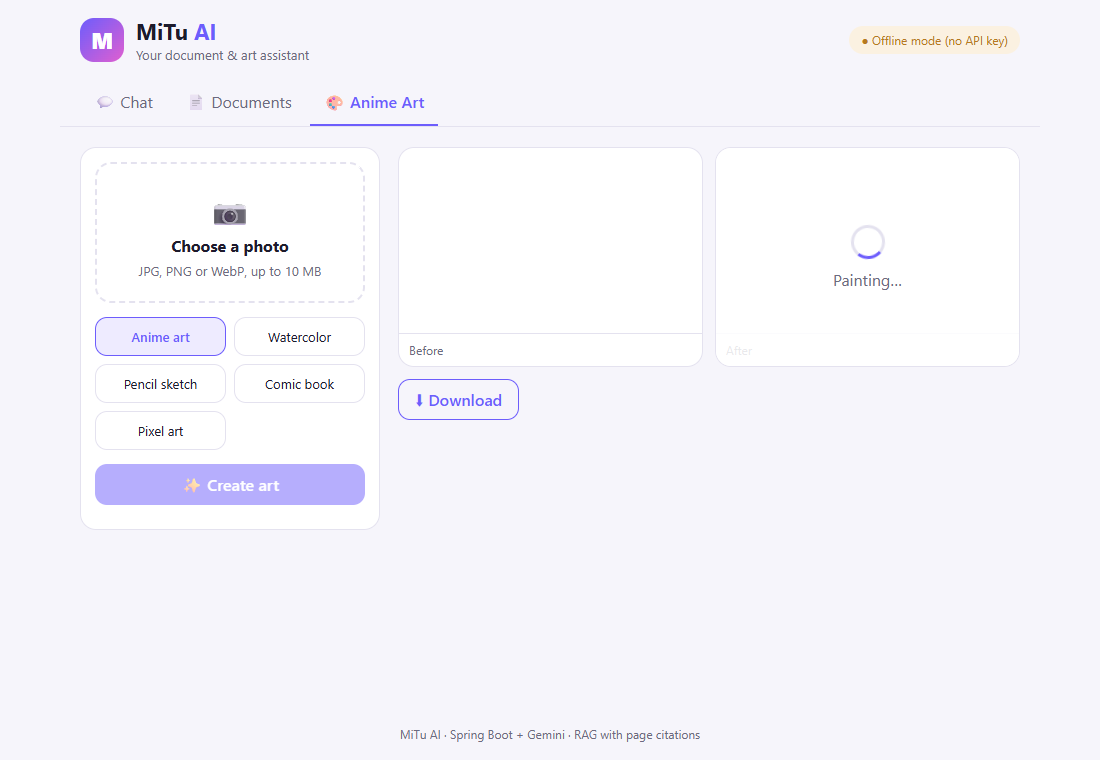 M
MiTu AI
Your document & art assistant
● Offline mode (no API key)
💬 Chat
📄 Documents
🎨 Anime Art
📷
Choose a photo
JPG, PNG or WebP, up to 10 MB
Anime art
Watercolor
Pencil sketch
Comic book
Pixel art
✨ Create art
Before
⬇ Download
Painting...
After
MiTu AI · Spring Boot + Gemini · RAG with page citations